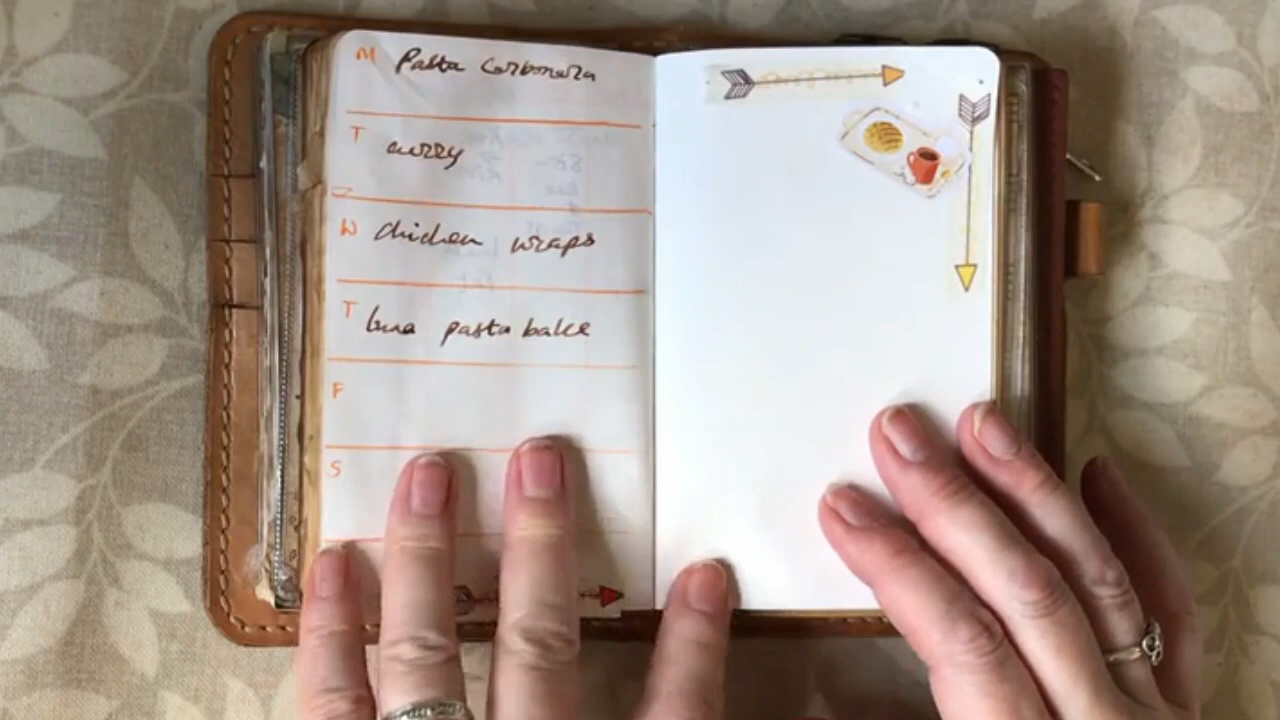 M Pasta Carbonara
T curry
W chicken wraps
T tuna pasta bake
F
S